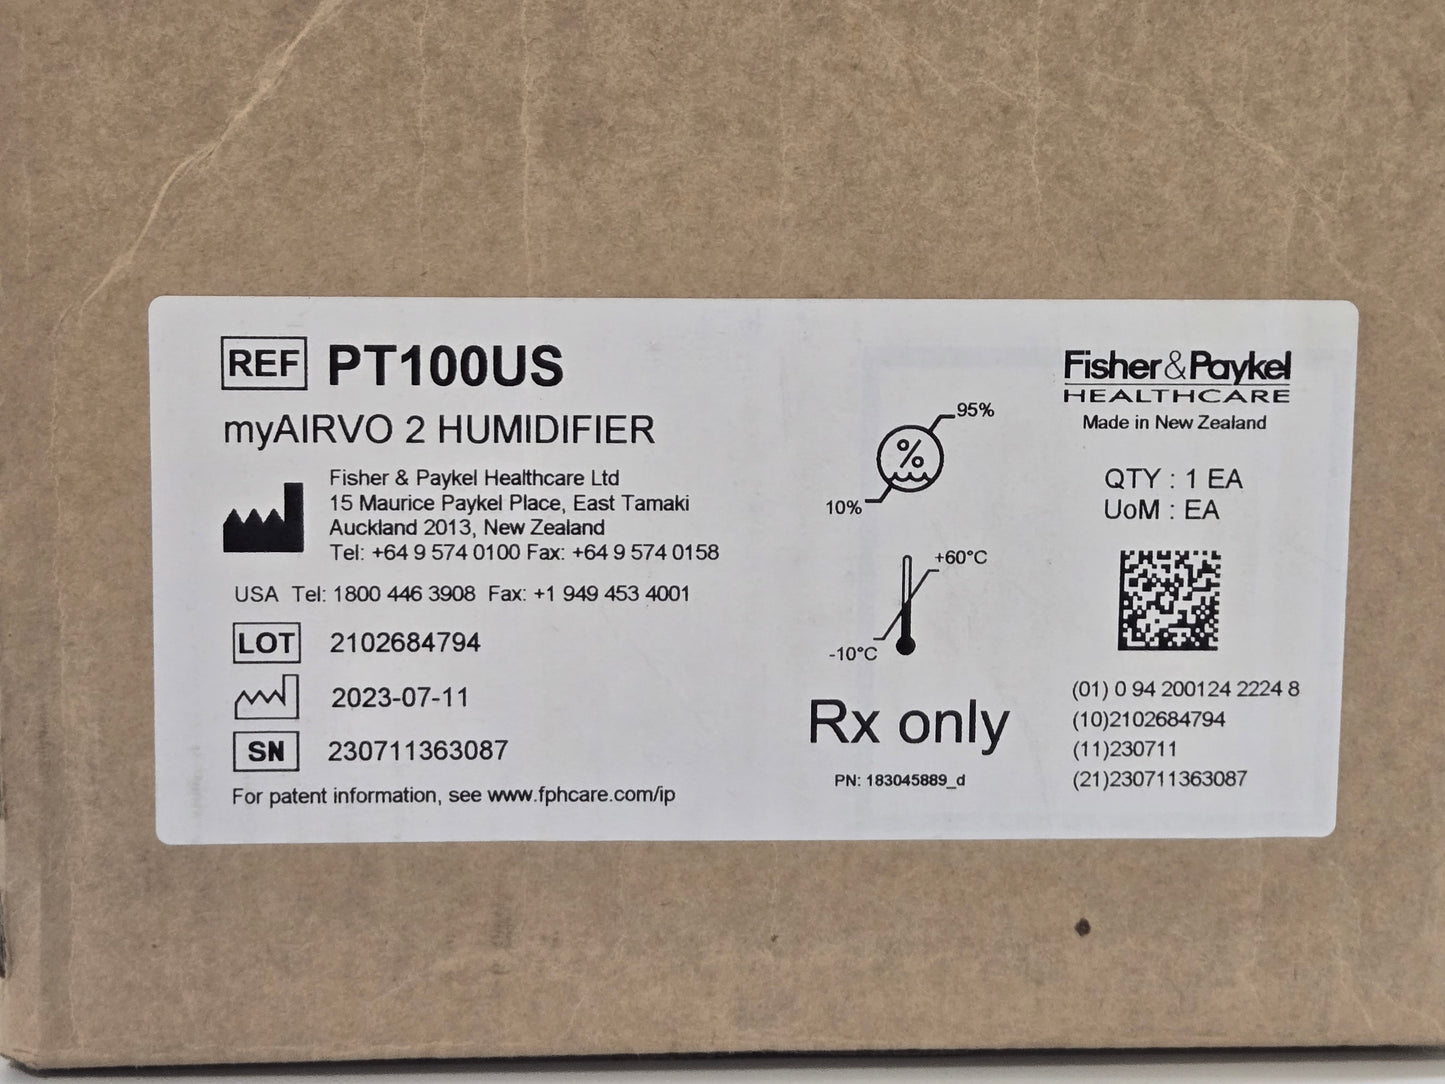 REF PT100US
myAIRVO 2 HUMIDIFIER
Fisher & Paykel Healthcare Ltd
15 Maurice Paykel Place, East Tamaki
Auckland 2013, New Zealand
Tel: +64 9 574 0100 Fax: +64 9 574 0158
USA Tel: 1800 446 3908 Fax: +1 949 453 4001
LOT 2102684794
2023-07-11
SN 230711363087
For patent information, see www.fphcare.com/ip
95%
%
10%
+60°C
-10°C
Rx only
PN: 183045889_d
Fisher&Paykel
HEALTHCARE
Made in New Zealand
QTY : 1 EA
UoM : EA
(01) 0 94 200124 2224 8
(10)2102684794
(11)230711
(21)230711363087